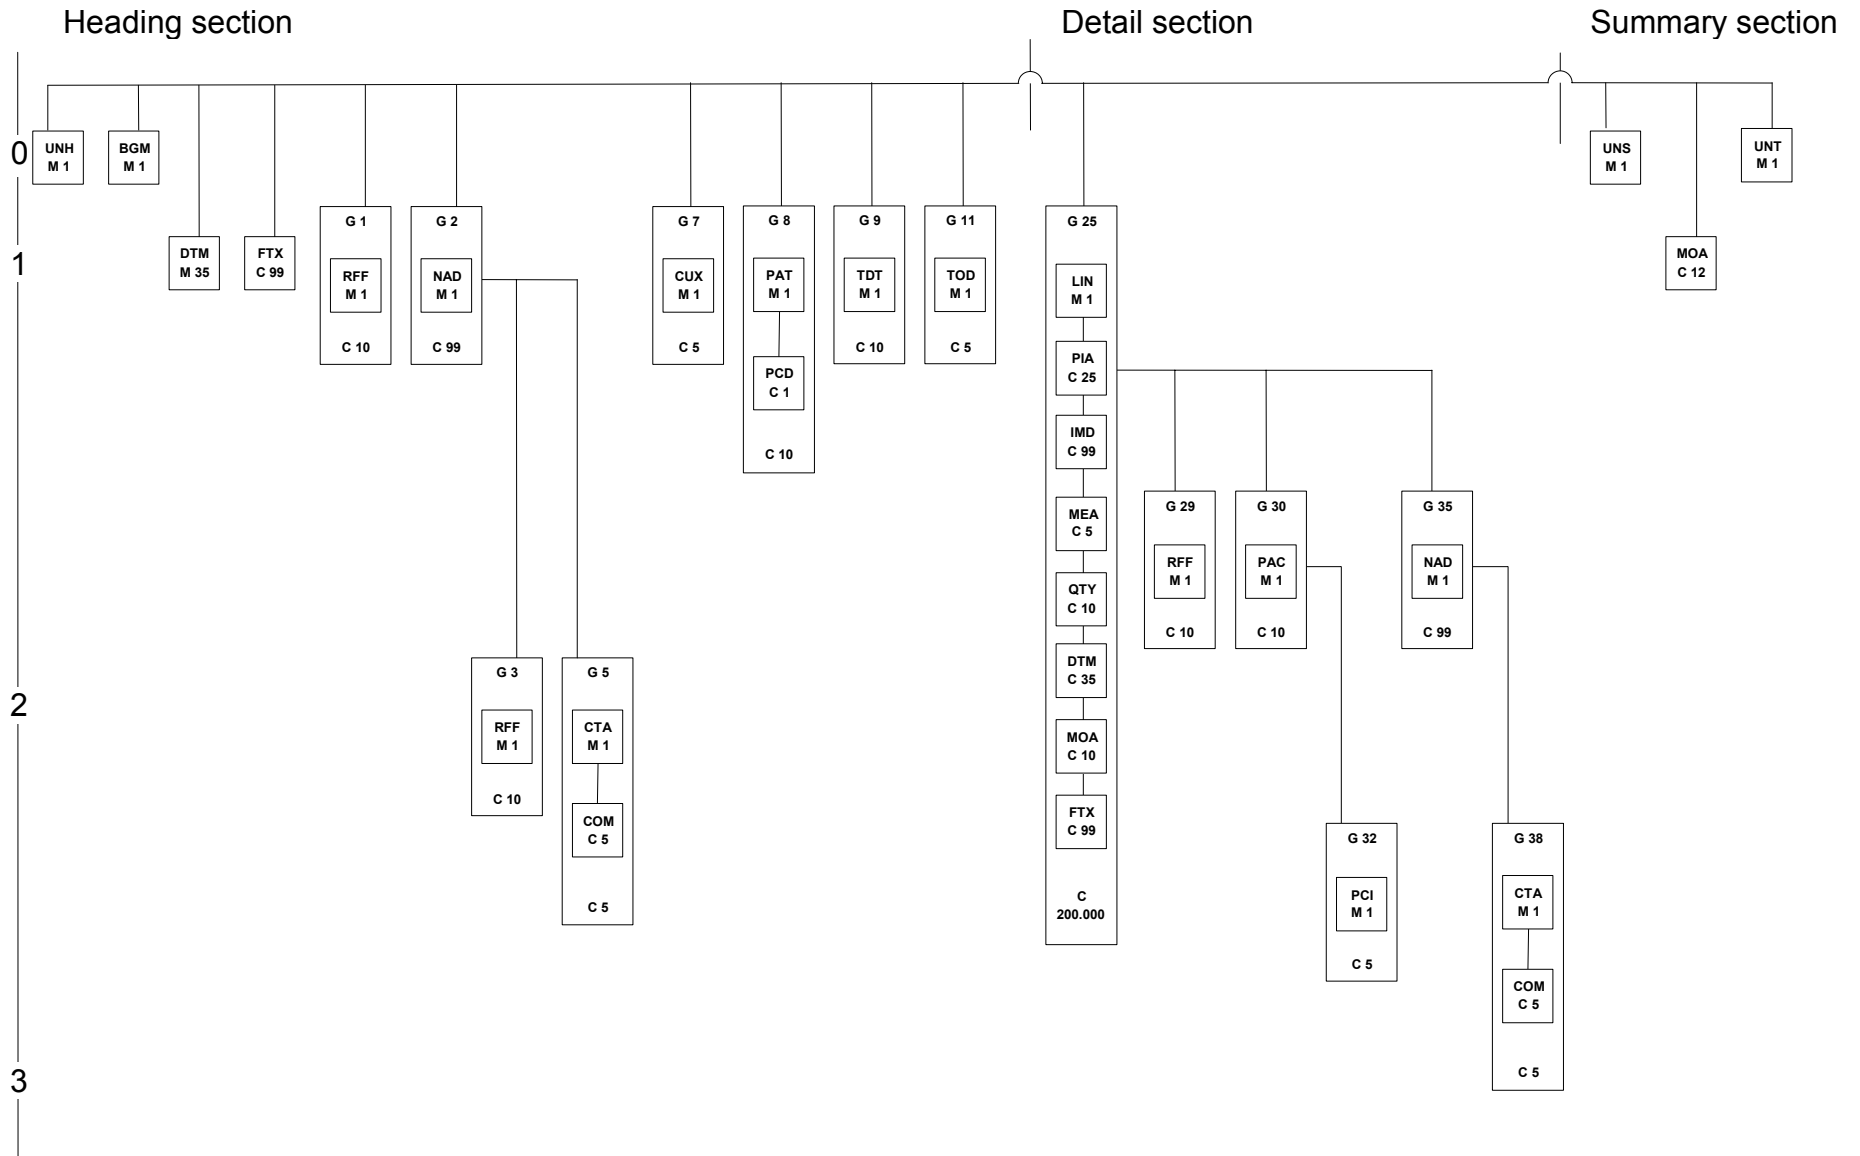 Heading section
Detail section
Summary section
0
UNH
M 1
BGM
M 1
UNS
M 1
UNT
M 1
1
DTM
M 35
FTX
C 99
G 1
RFF
M 1
C 10
G 2
NAD
M 1
C 99
G 7
CUX
M 1
C 5
G 8
PAT
M 1
PCD
C 1
C 10
G 9
TDT
M 1
C 10
G 11
TOD
M 1
C 5
G 25
LIN
M 1
PIA
C 25
IMD
C 99
MEA
C 5
QTY
C 10
DTM
C 35
MOA
C 10
FTX
C 99
C
200.000
MOA
C 12
2
G 3
RFF
M 1
C 10
G 5
CTA
M 1
COM
C 5
C 5
G 29
RFF
M 1
C 10
G 30
PAC
M 1
C 10
G 35
NAD
M 1
C 99
3
G 32
PCI
M 1
C 5
G 38
CTA
M 1
COM
C 5
C 5